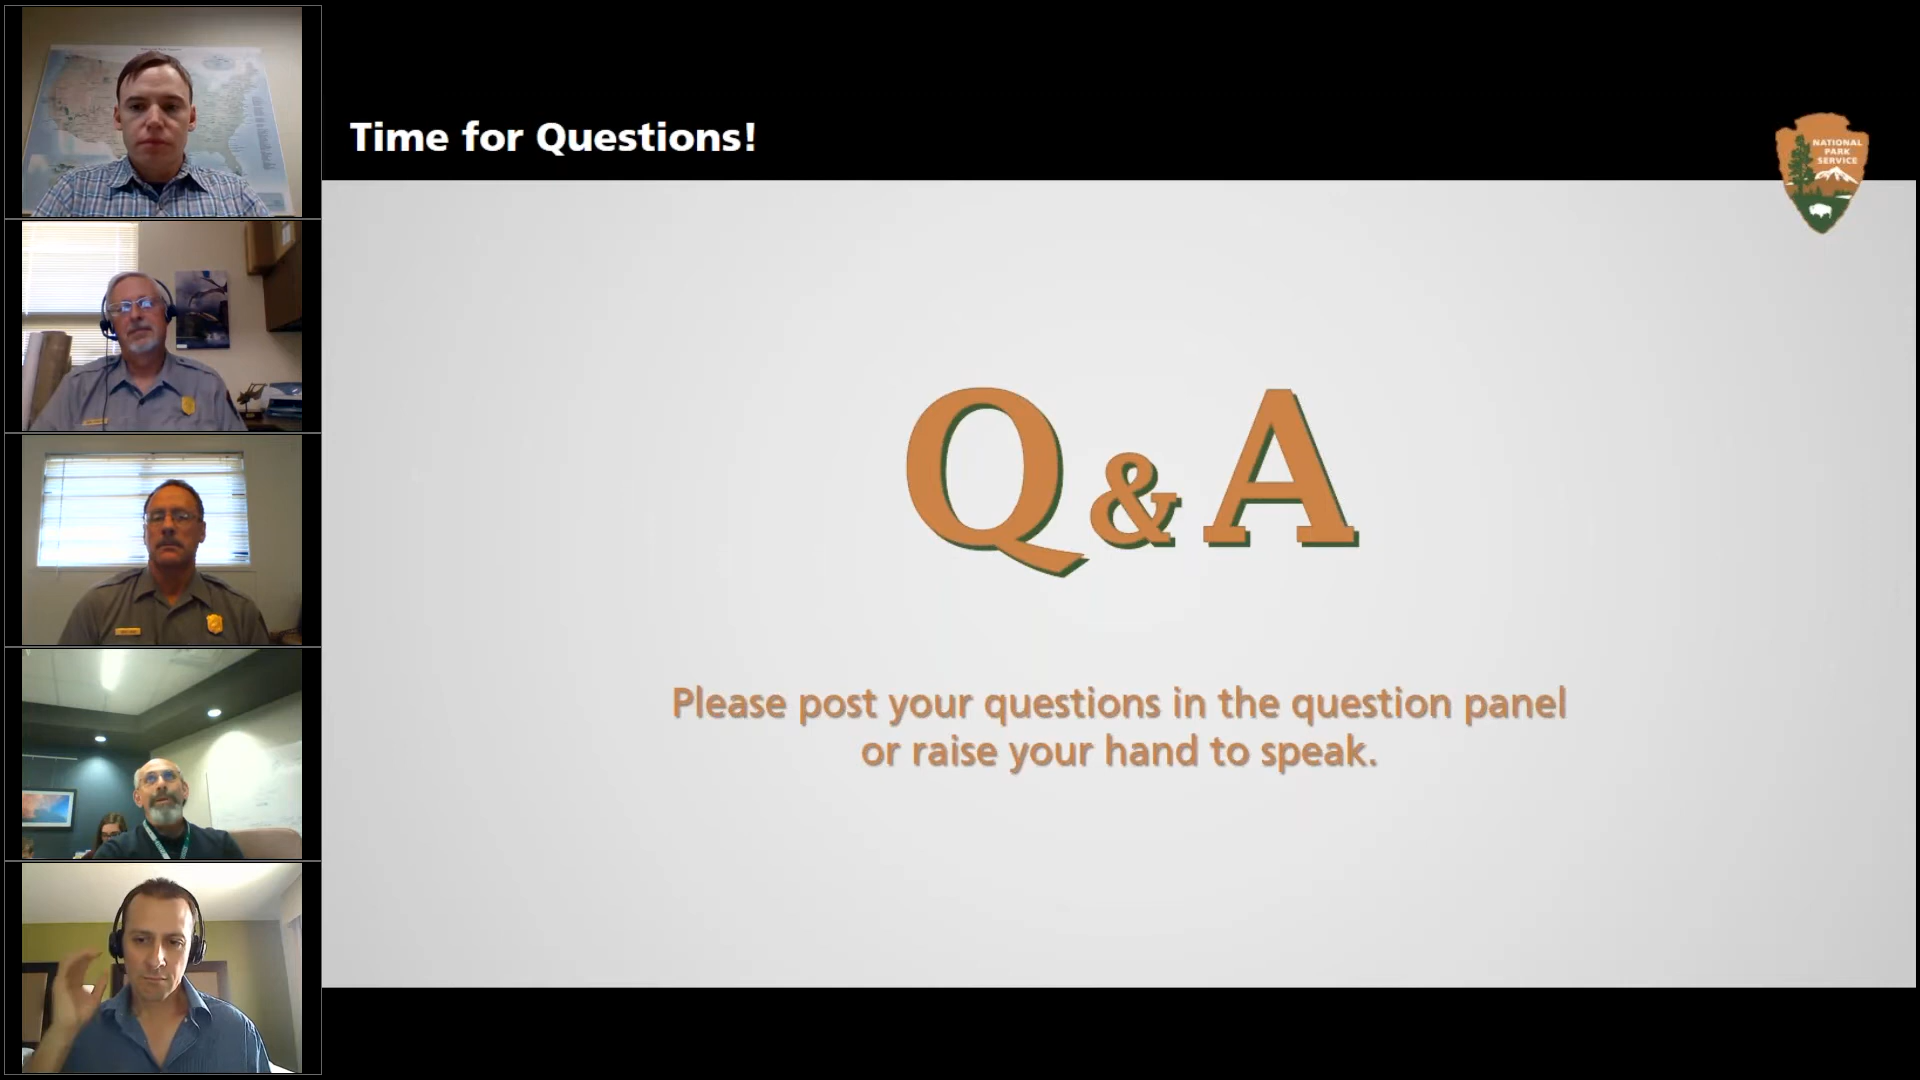 Time for Questions!
NATIONAL
PARK
SERVICE
Q & A
Please post your questions in the question panel
or raise your hand to speak.